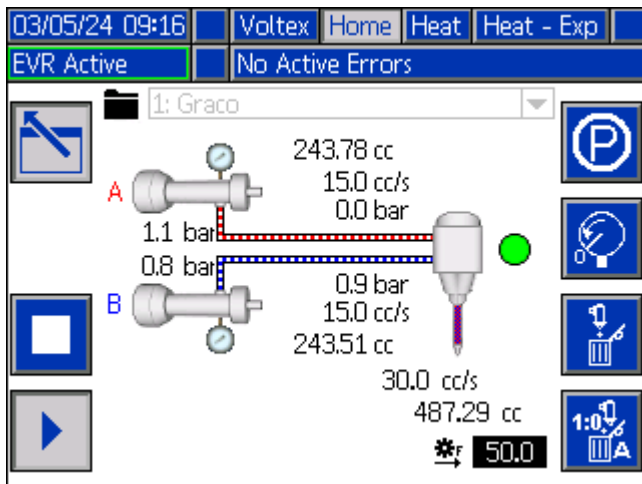 03/05/24 09:16 Voltex Home Heat Heat - Exp
EVR Active No Active Errors
1: Graco
243.78 cc
A 15.0 cc/s
0.0 bar
1.1 bar
0.8 bar
0.9 bar
B 15.0 cc/s
243.51 cc
30.0 cc/s
487.29 cc
F 50.0
P
0
1:0
A